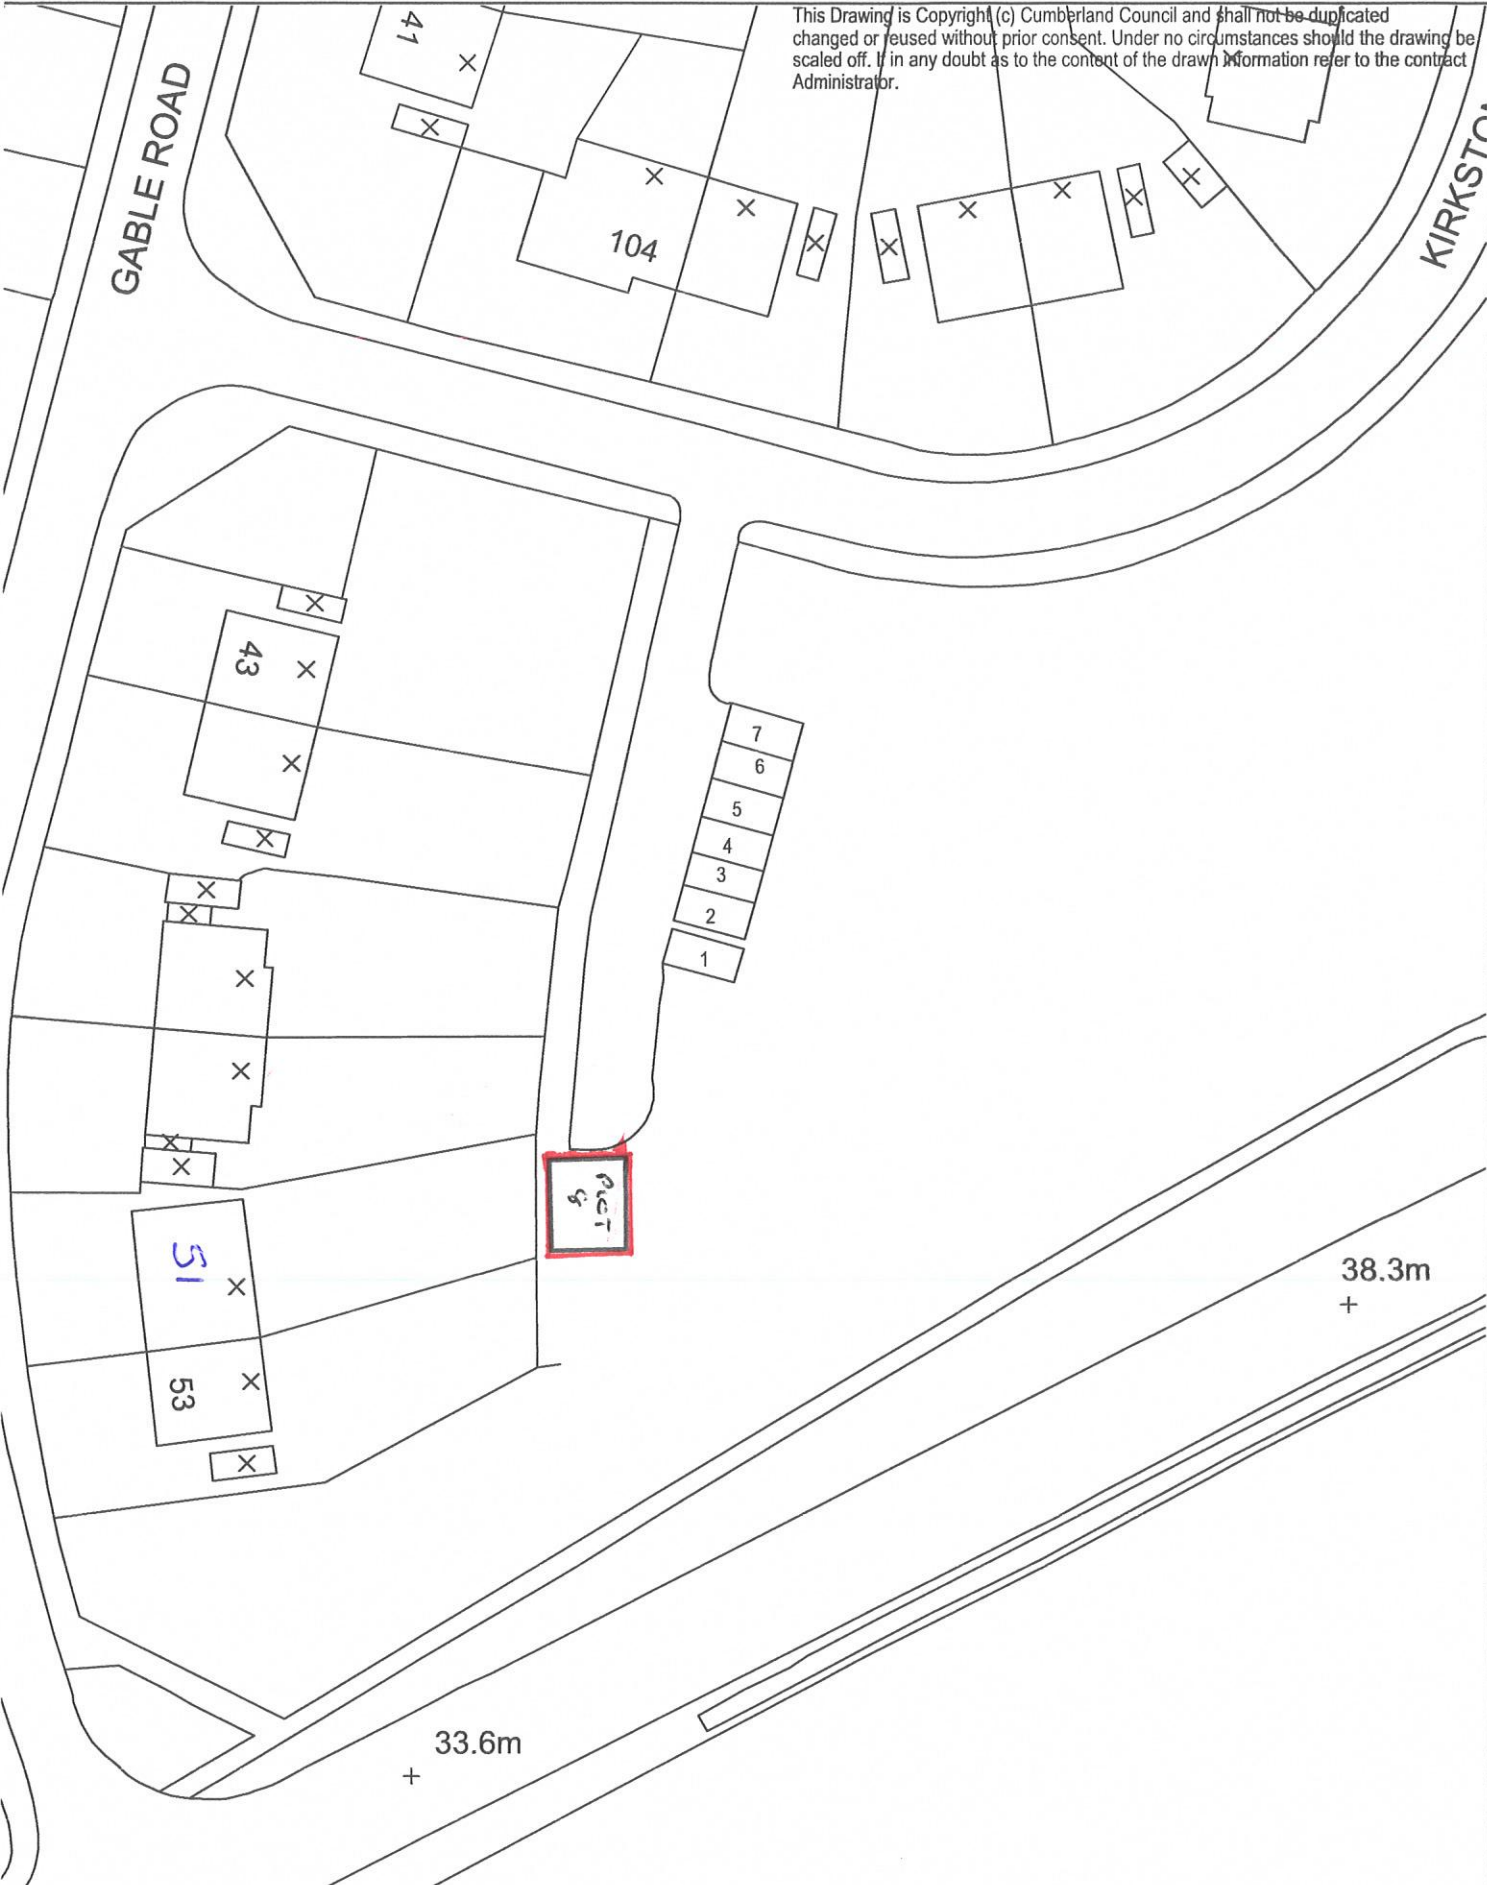 This Drawing is Copyright (c) Cumberland Council and shall not be duplicated
changed or reused without prior consent. Under no circumstances should the drawing be
scaled off. If in any doubt as to the content of the drawn information refer to the contract
Administrator.
41
GABLE ROAD
104
KIRKSTO
43
7
6
5
4
3
2
1
PLOT
8
51
53
38.3m
33.6m